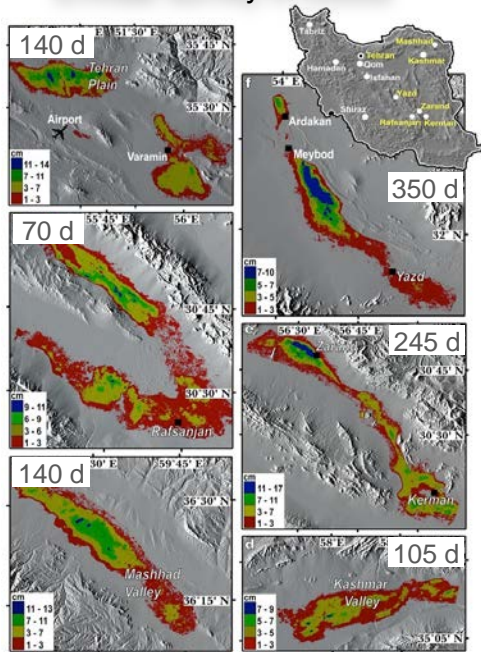 140 d
51°30' E
35°45'
Tehran
Plain
35°30'
Airport
Varamin
cm
11 - 14
7 - 11
3 - 7
1 - 3
Tabriz
Mashhad
Tehran
Kashmar
Hamadan
Qom
Isfahan
Yazd
Zarand
Shiraz
Rafsanjan
Kerman
f
54° E
Ardakan
Meybod
350 d
32° N
Yazd
cm
7-10
5 - 7
3 - 5
1 - 3
70 d
55°45' E
56° E
30°45' N
30°30' N
Rafsanjan
cm
9 - 11
6 - 9
3 - 6
1 - 3
e
56°30' E
56°45' E
245 d
30°45' N
30°30' N
Kerman
cm
11 - 17
7 - 11
3 - 7
1 - 3
140 d
30' E
59°45' E
36°30' N
Mashhad
Valley
36°15' N
cm
11 - 13
7 - 11
3 - 7
1 - 3
d
105 d
Kashmar
Valley
35°05' N
cm
7 - 9
5 - 7
3 - 5
1 - 3